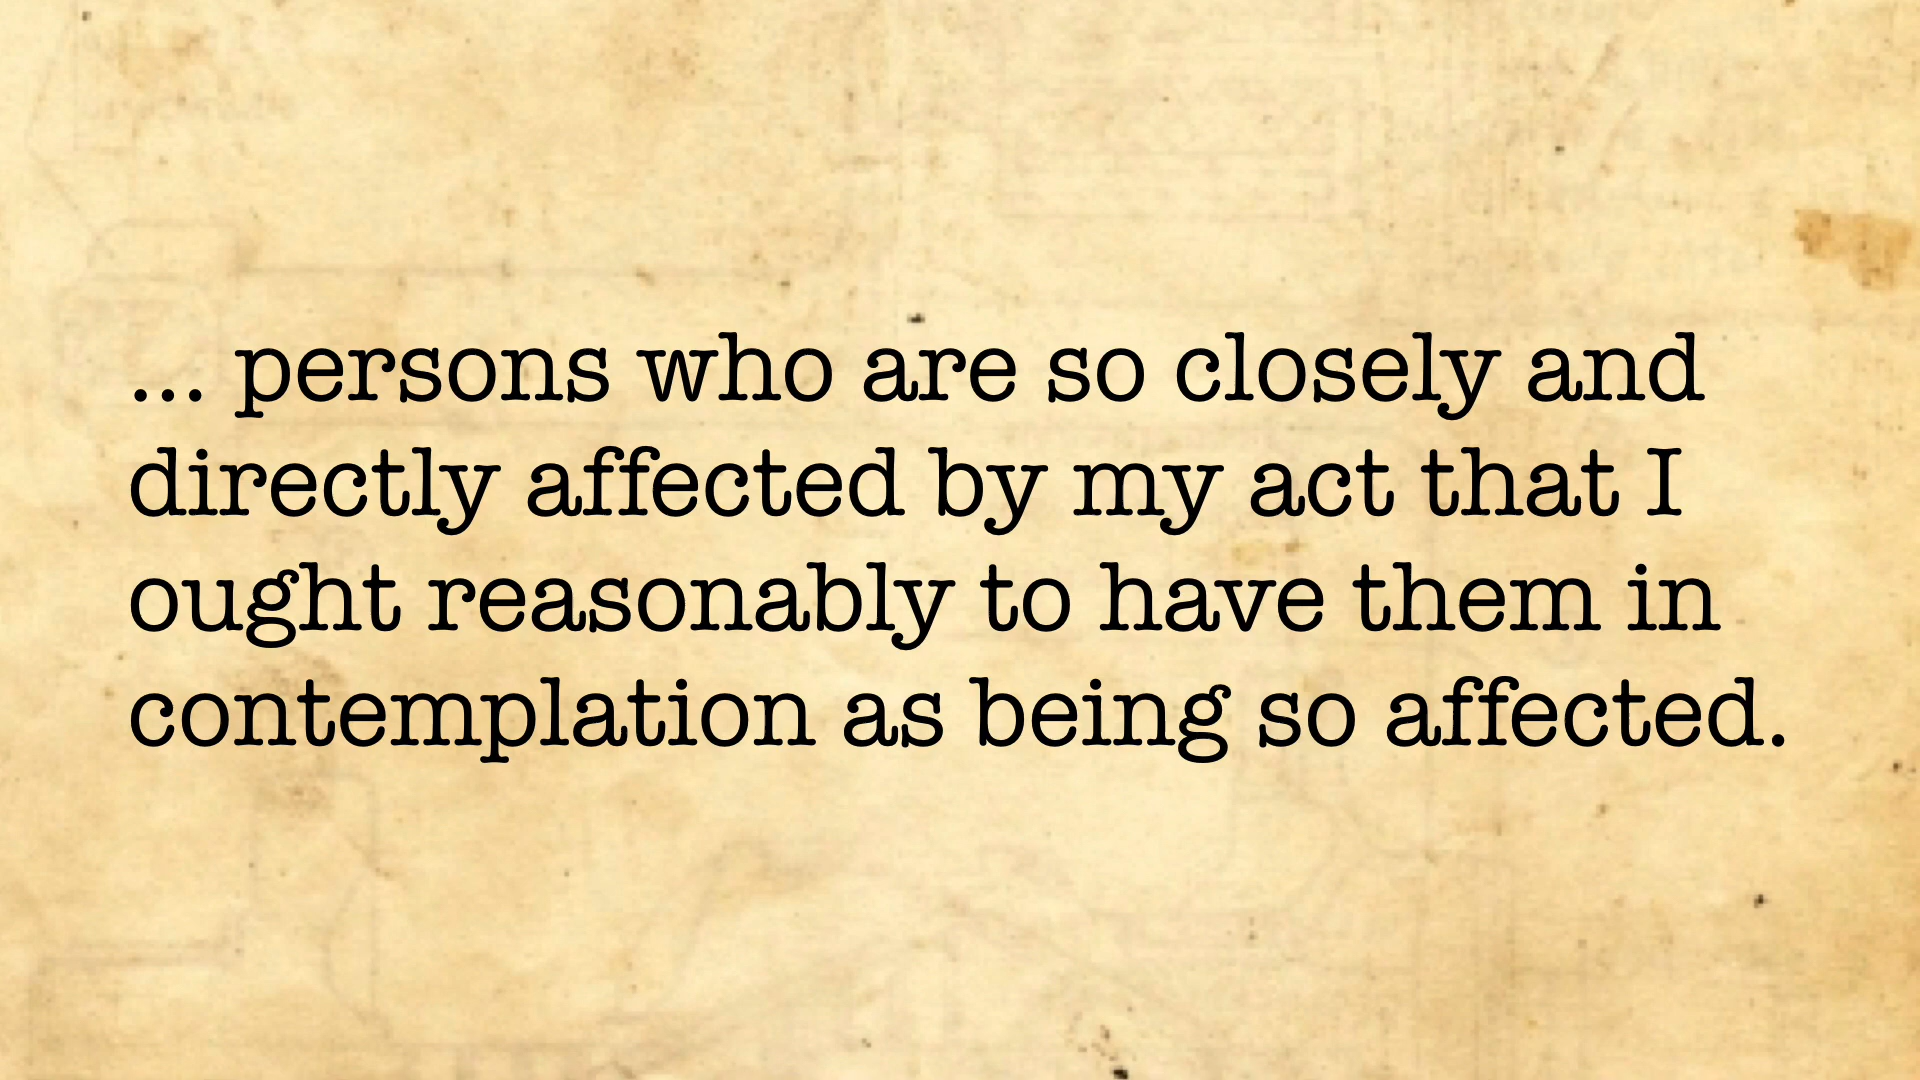 ... persons who are so closely and
directly affected by my act that I
ought reasonably to have them in
contemplation as being so affected.